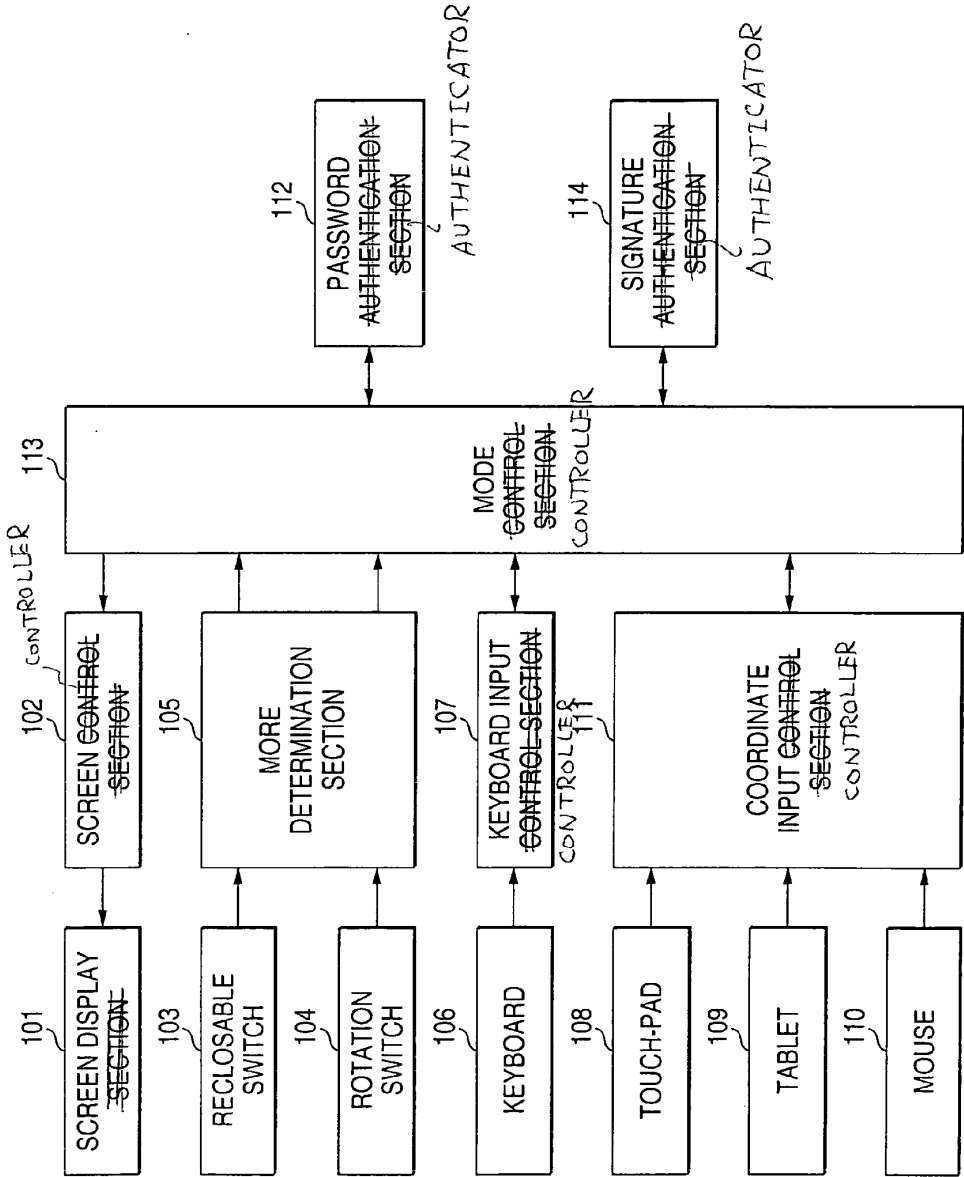 101
SCREEN DISPLAY
SECTION
102
SCREEN CONTROL
SECTION
CONTROLLER
103
RECLOSABLE
SWITCH
104
ROTATION
SWITCH
105
MORE
DETERMINATION
SECTION
106
KEYBOARD
107
KEYBOARD INPUT
CONTROL SECTION
CONTROLLER
108
TOUCH-PAD
109
TABLET
110
MOUSE
111
COORDINATE
INPUT CONTROL
SECTION
CONTROLLER
113
MODE
CONTROL
SECTION
CONTROLLER
112
PASSWORD
AUTHENTICATION
SECTION
AUTHENTICATOR
114
SIGNATURE
AUTHENTICATION
SECTION
AUTHENTICATOR